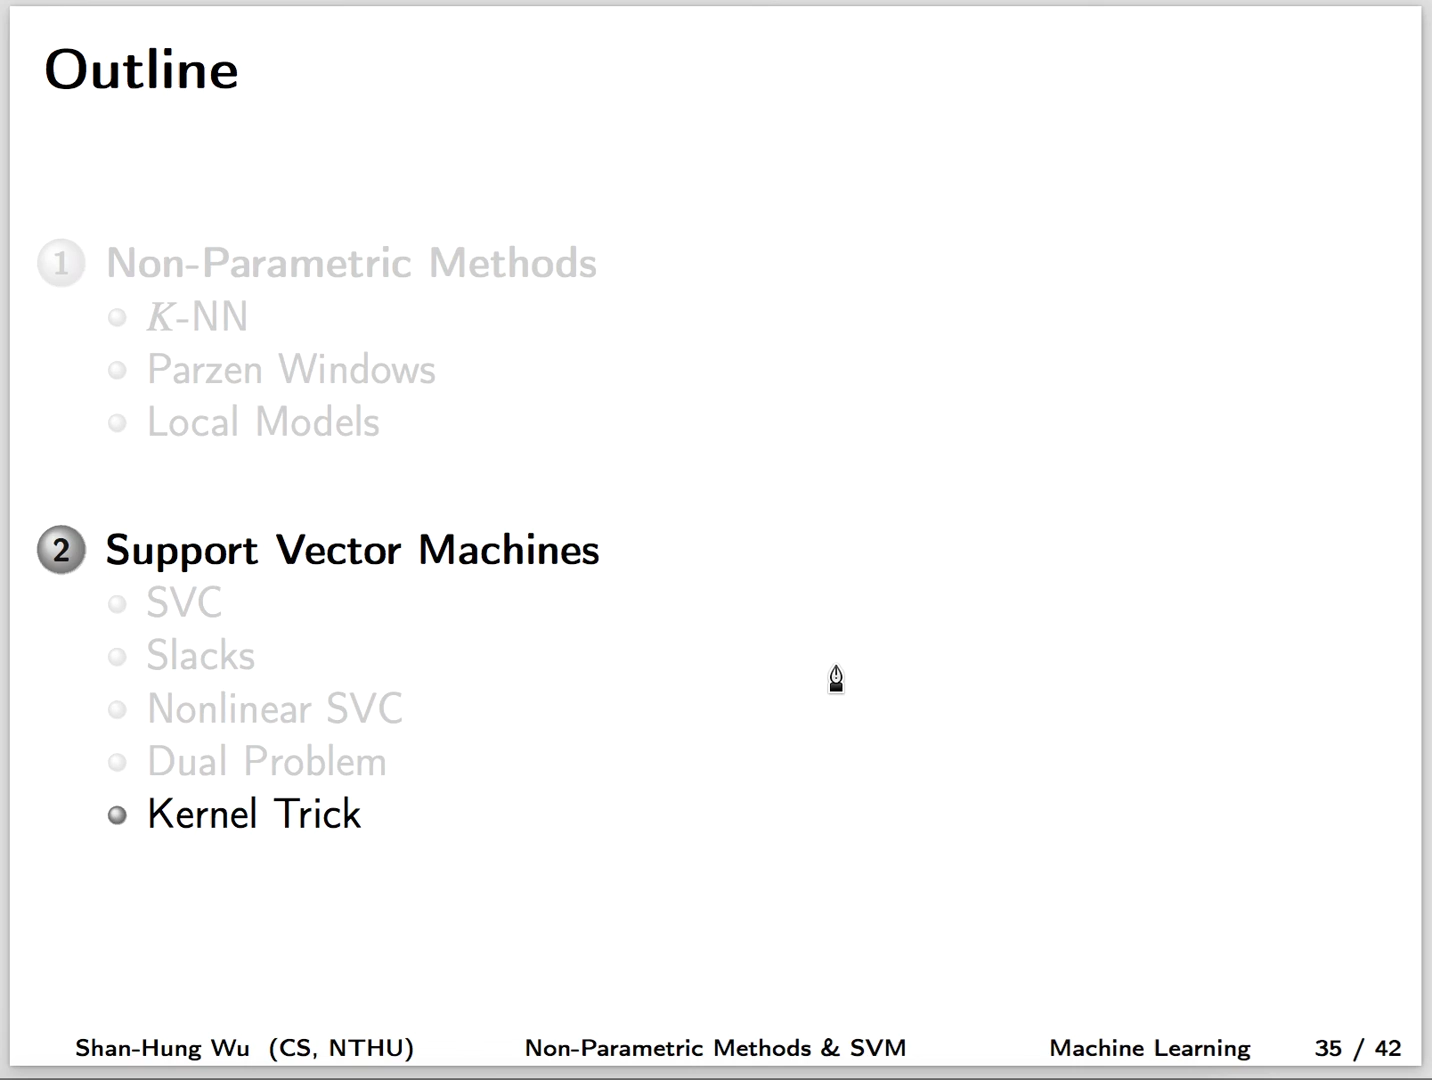 Outline
1 Non-Parametric Methods
K-NN
Parzen Windows
Local Models
2 Support Vector Machines
SVC
Slacks
Nonlinear SVC
Dual Problem
Kernel Trick
Shan-Hung Wu (CS, NTHU) Non-Parametric Methods & SVM Machine Learning 35 / 42